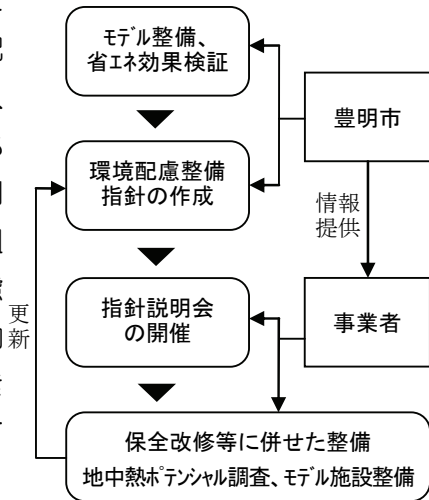 モデル整備、
省エネ効果検証
豊明市
環境配慮整備
指針の作成
情報
提供
指針説明会
の開催
事業者
更新
保全改修等に併せた整備
地中熱ポテンシャル調査、モデル施設整備